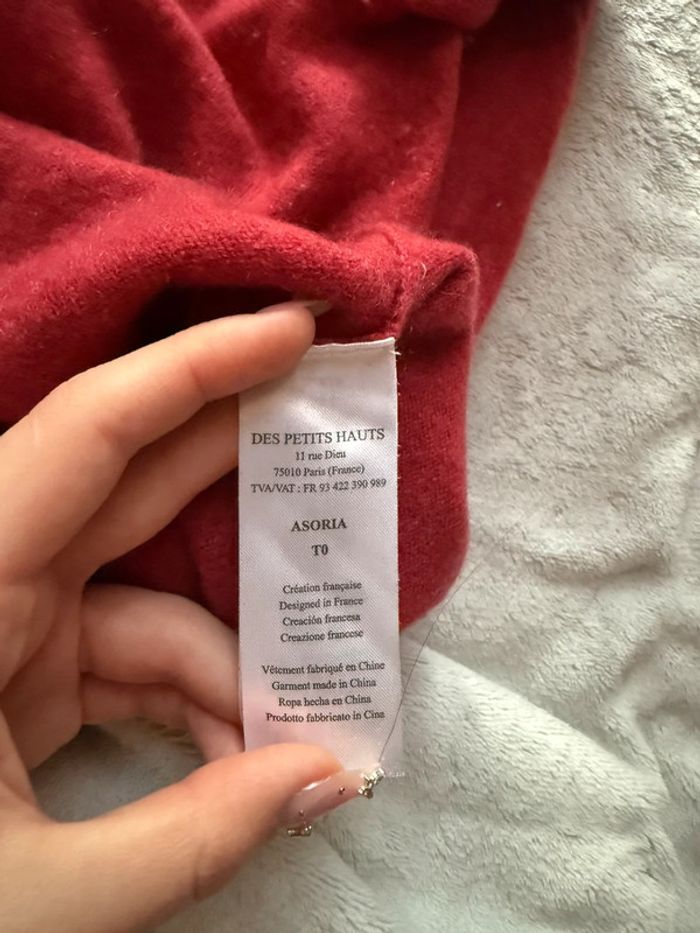 DES PETITS HAUTS
11 rue Dieu
75010 Paris (France)
TVA/VAT : FR 93 422 390 989
ASORIA
T0
Création française
Designed in France
Creación francesa
Creazione francese
Vêtement fabriqué en Chine
Garment made in China
Ropa hecha en China
Prodotto fabbricato in Cina